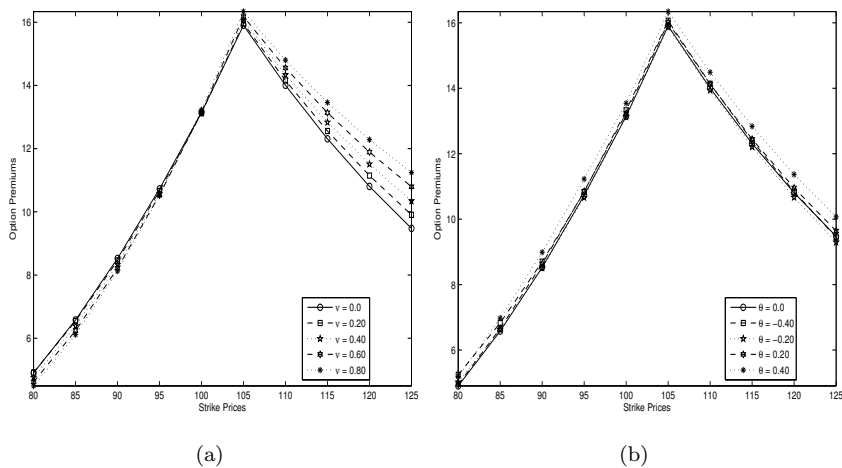 16
14
12
10
8
6
Option Premiums
80 85 90 95 100 105 110 115 120 125
Strike Prices
ν = 0.0
ν = 0.20
ν = 0.40
ν = 0.60
ν = 0.80
(a)
16
14
12
10
8
6
Option Premiums
80 85 90 95 100 105 110 115 120 125
Strike Prices
θ = 0.0
θ = −0.40
θ = −0.20
θ = 0.20
θ = 0.40
(b)